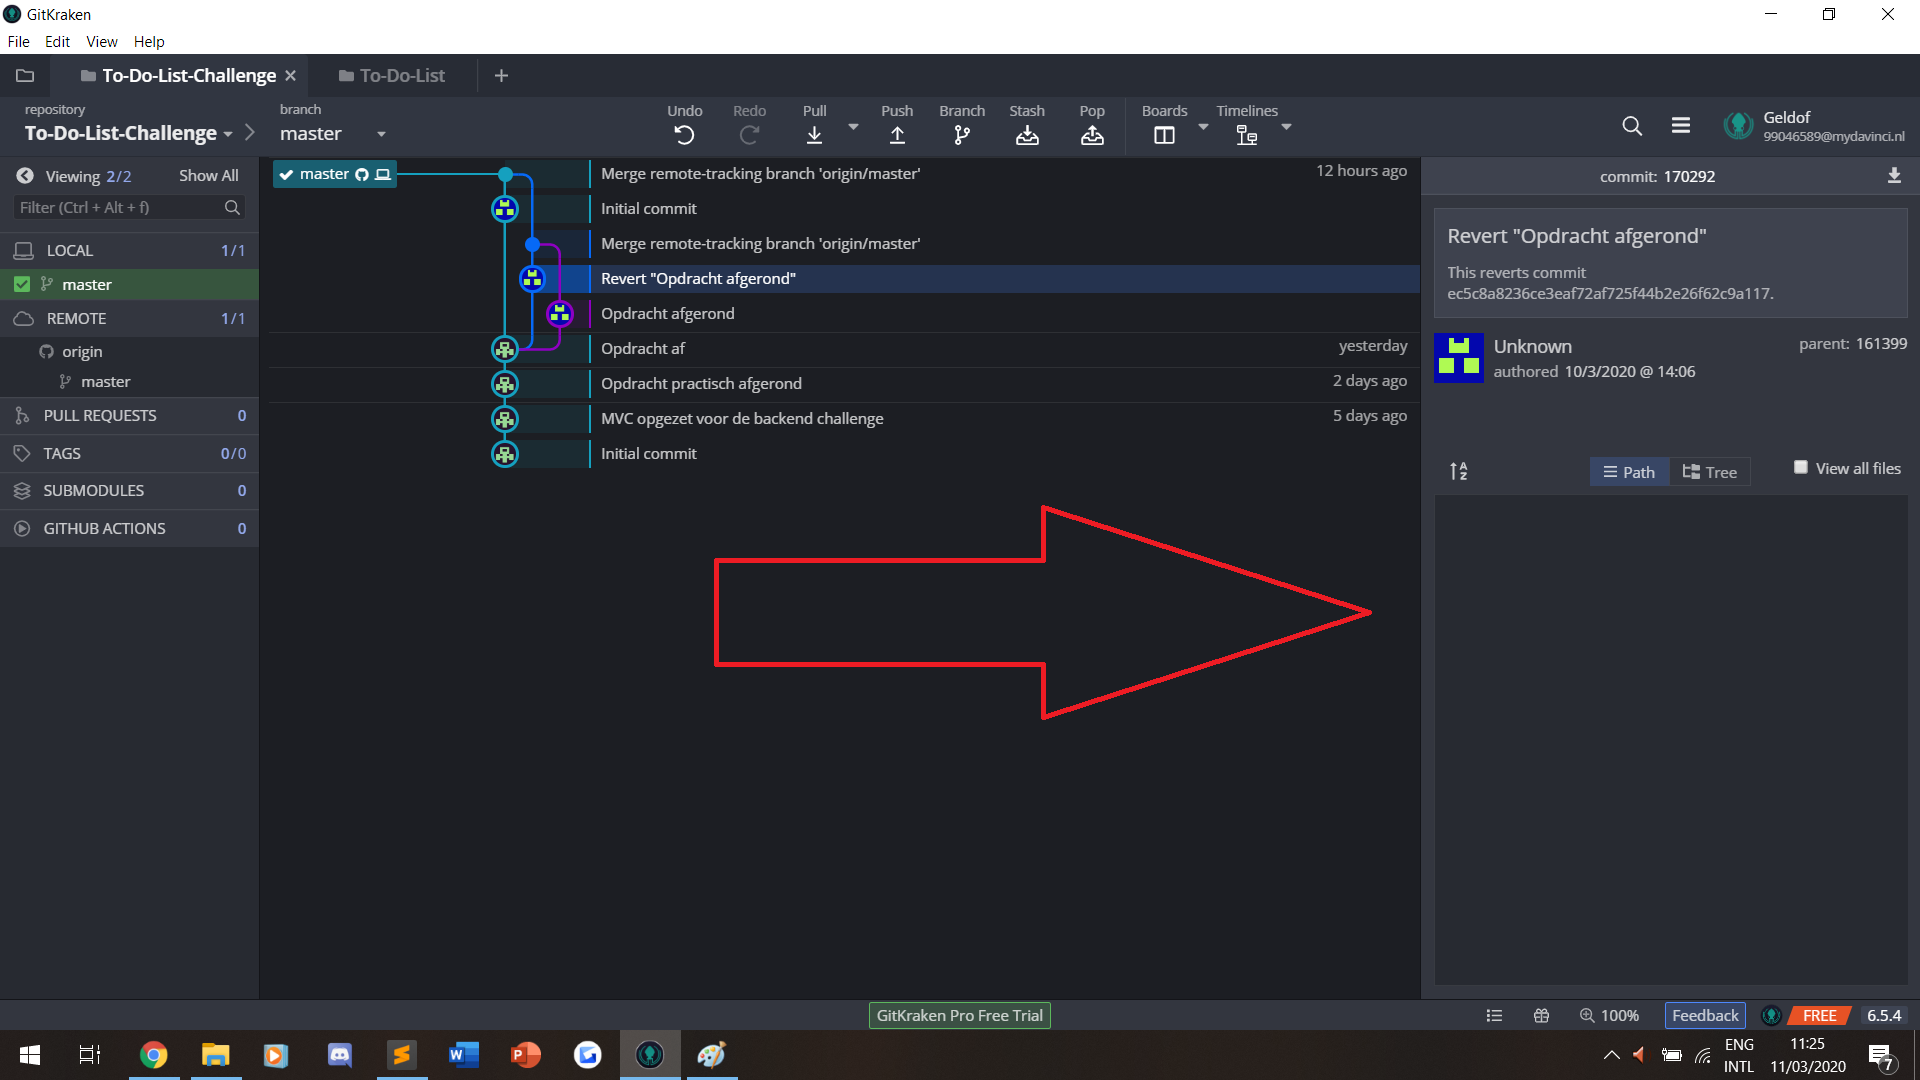 GitKraken
File Edit View Help
To-Do-List-Challenge To-Do-List
repository
To-Do-List-Challenge
branch
master
Undo Redo Pull Push Branch Stash Pop Boards Timelines
Geldof
99046589@mydavinci.nl
Viewing 2/2 Show All
Filter (Ctrl + Alt + f)
LOCAL 1/1
master
REMOTE 1/1
origin
master
PULL REQUESTS 0
TAGS 0/0
SUBMODULES 0
GITHUB ACTIONS 0
master
Merge remote-tracking branch 'origin/master' 12 hours ago
Initial commit
Merge remote-tracking branch 'origin/master'
Revert "Opdracht afgerond"
Opdracht afgerond
Opdracht af yesterday
Opdracht practisch afgerond 2 days ago
MVC opgezet voor de backend challenge 5 days ago
Initial commit
commit: 170292
Revert "Opdracht afgerond"
This reverts commit
ec5c8a8236ce3eaf72af725f44b2e26f62c9a117.
Unknown
authored 10/3/2020 @ 14:06
parent: 161399
A
Z
Path Tree View all files
GitKraken Pro Free Trial
100% Feedback FREE 6.5.4
ENG
INTL
11:25
11/03/2020
7